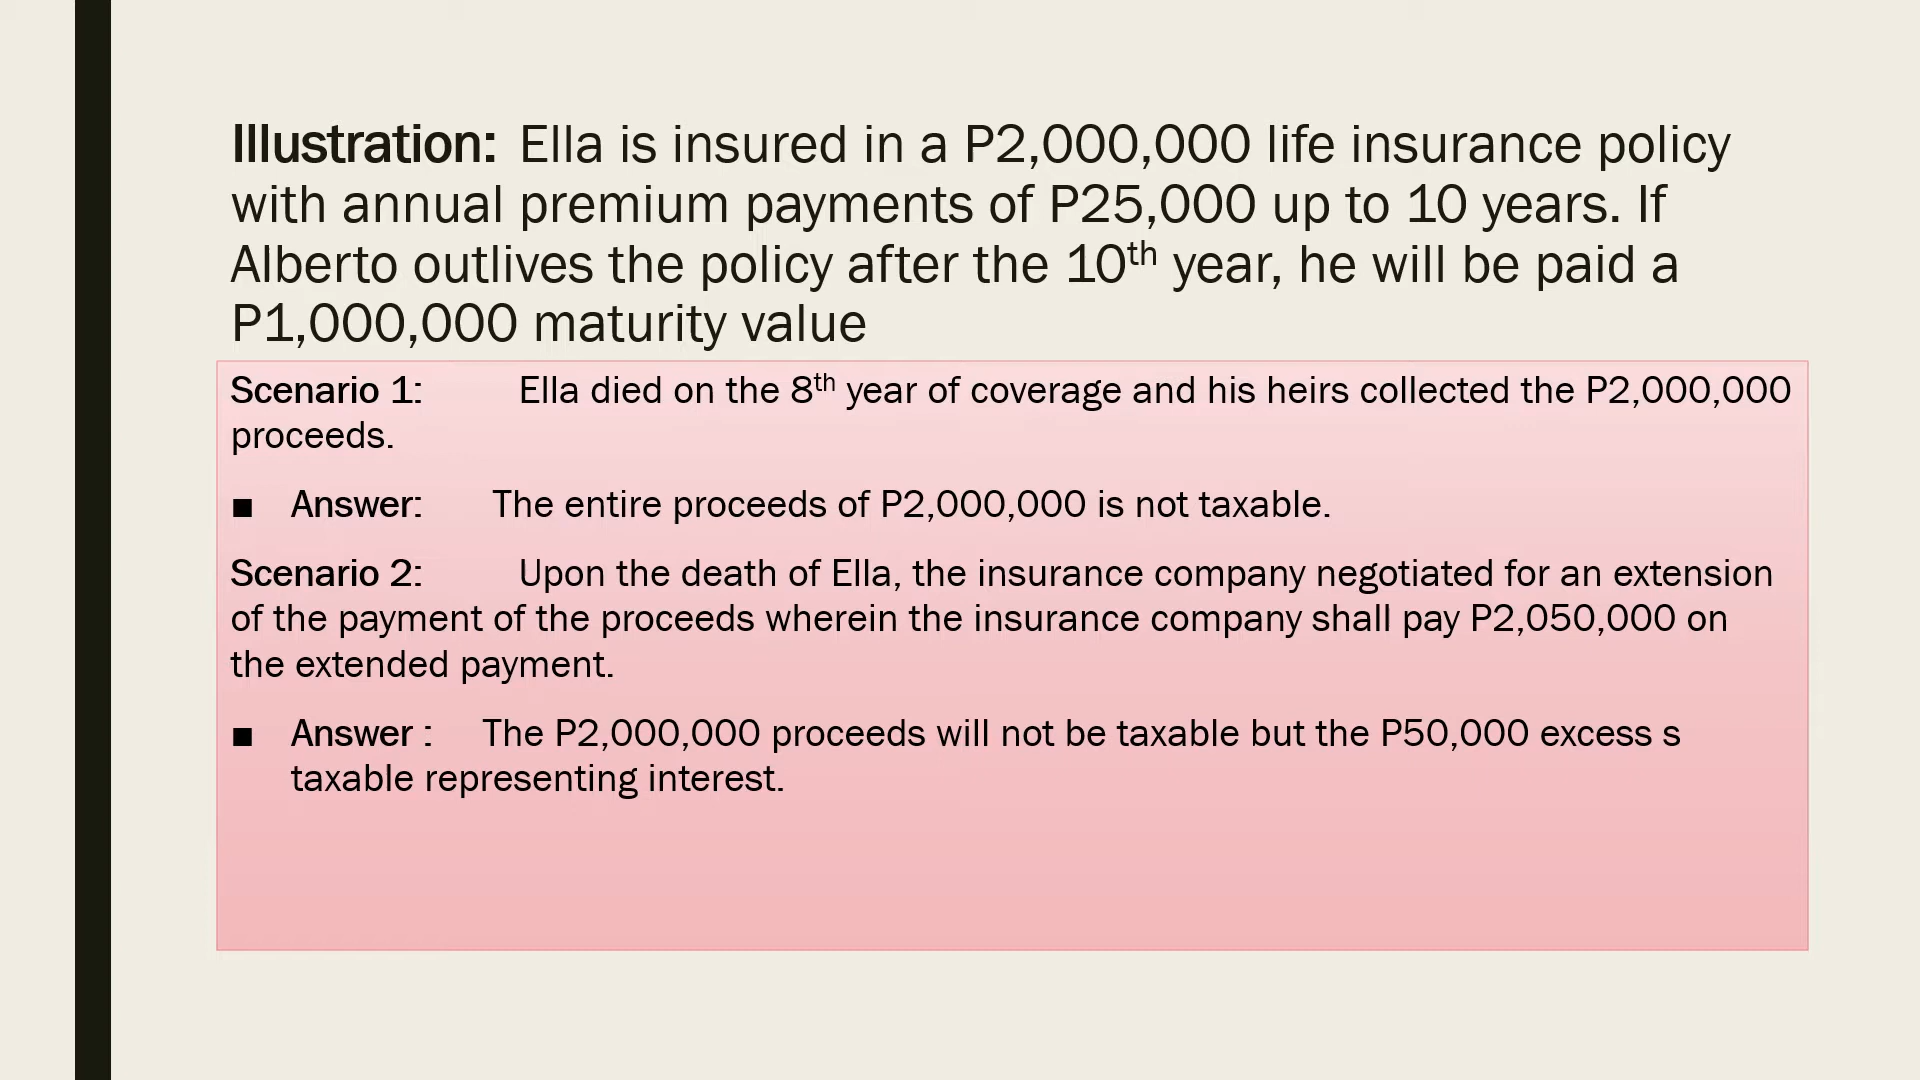 Illustration: Ella is insured in a P2,000,000 life insurance policy
with annual premium payments of P25,000 up to 10 years. If
Alberto outlives the policy after the 10th year, he will be paid a
P1,000,000 maturity value
Scenario 1: Ella died on the 8th year of coverage and his heirs collected the P2,000,000
proceeds.
■ Answer: The entire proceeds of P2,000,000 is not taxable.
Scenario 2: Upon the death of Ella, the insurance company negotiated for an extension
of the payment of the proceeds wherein the insurance company shall pay P2,050,000 on
the extended payment.
■ Answer : The P2,000,000 proceeds will not be taxable but the P50,000 excess s
taxable representing interest.